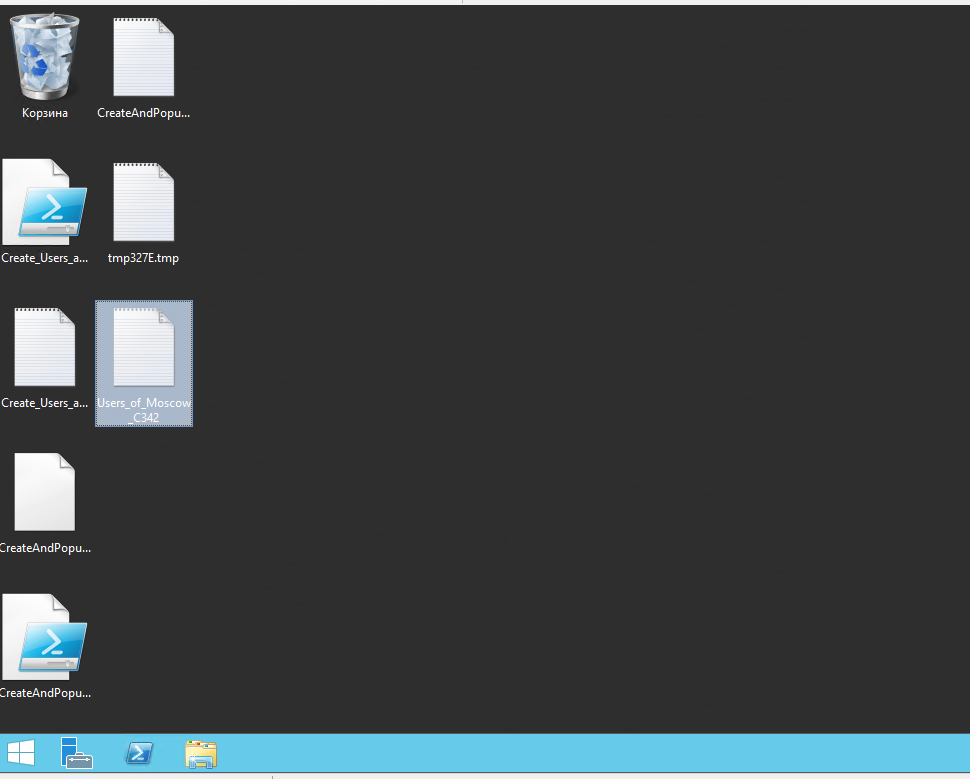 Корзина
CreateAndPopu...
Create_Users_a...
tmp327E.tmp
Create_Users_a...
Users_of_Moscow
_C342
CreateAndPopu...
CreateAndPopu...